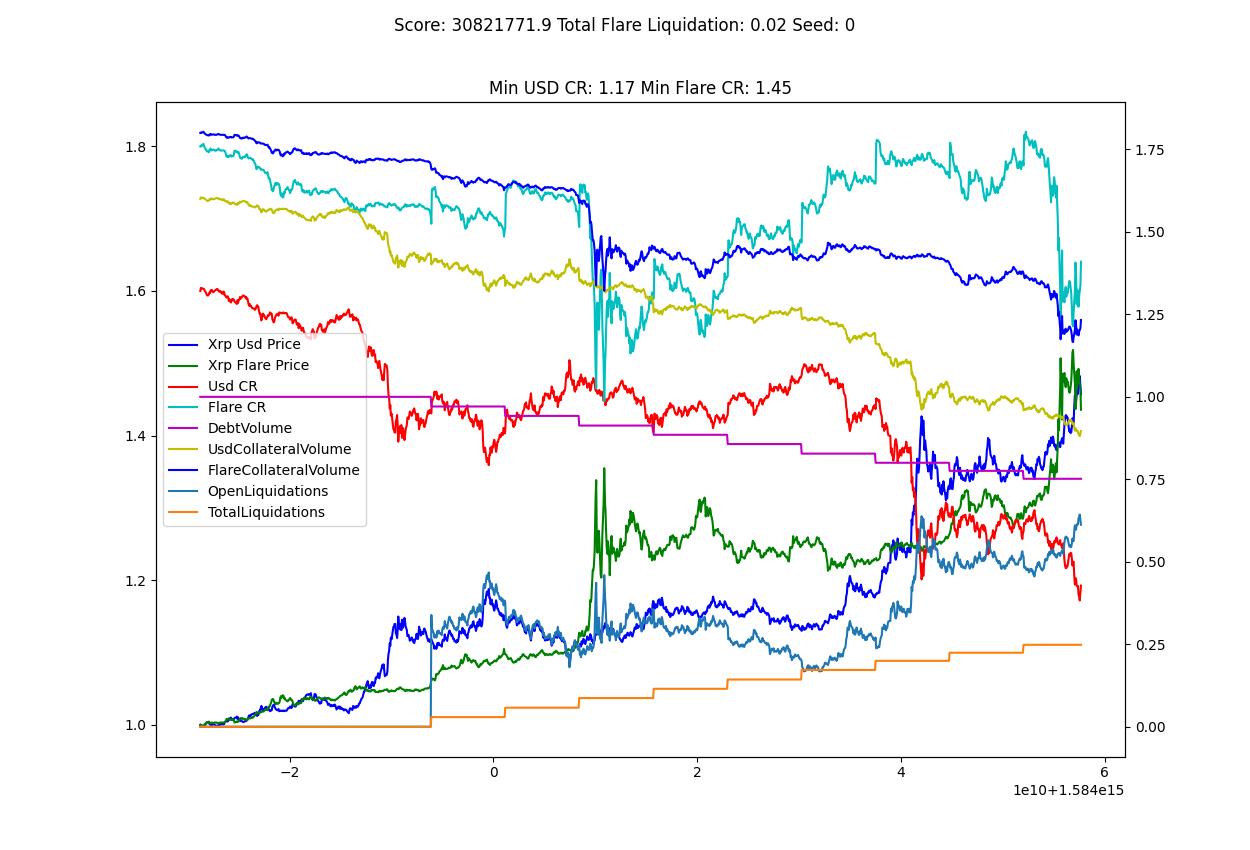 Score: 30821771.9 Total Flare Liquidation: 0.02 Seed: 0
Min USD CR: 1.17 Min Flare CR: 1.45
1.8
1.6
1.4
1.2
1.0
1.75
1.50
1.25
1.00
0.75
0.50
0.25
0.00
Xrp Usd Price
Xrp Flare Price
Usd CR
Flare CR
DebtVolume
UsdCollateralVolume
FlareCollateralVolume
OpenLiquidations
TotalLiquidations
−2 0 2 4 6
1e10+1.584e15